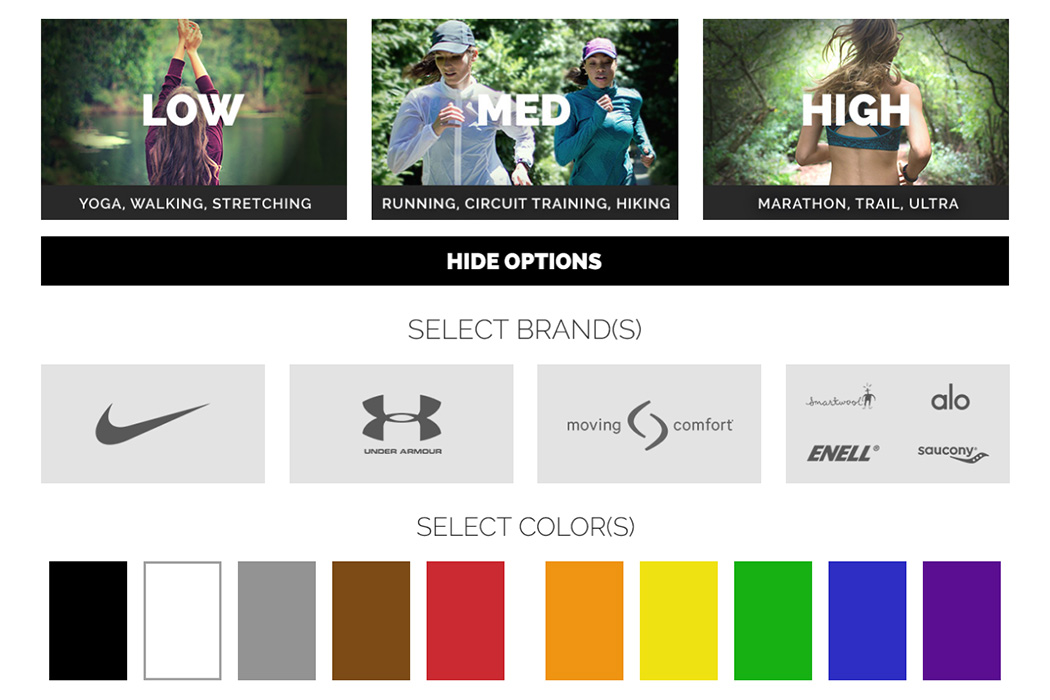 LOW
MED
HIGH
YOGA, WALKING, STRETCHING
RUNNING, CIRCUIT TRAINING, HIKING
MARATHON, TRAIL, ULTRA
HIDE OPTIONS
SELECT BRAND(S)
UNDER ARMOUR
moving comfort
smartwool
alo
ENELL®
saucony
SELECT COLOR(S)